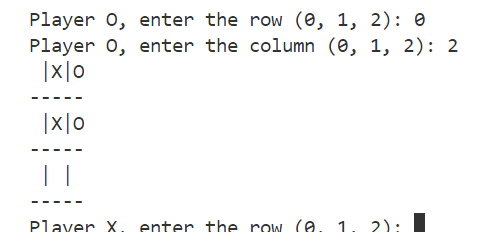 Player O, enter the row (0, 1, 2): 0
Player O, enter the column (0, 1, 2): 2
 |X|O
-----
 |X|O
-----
 | |
-----
Player X, enter the row (0, 1, 2):